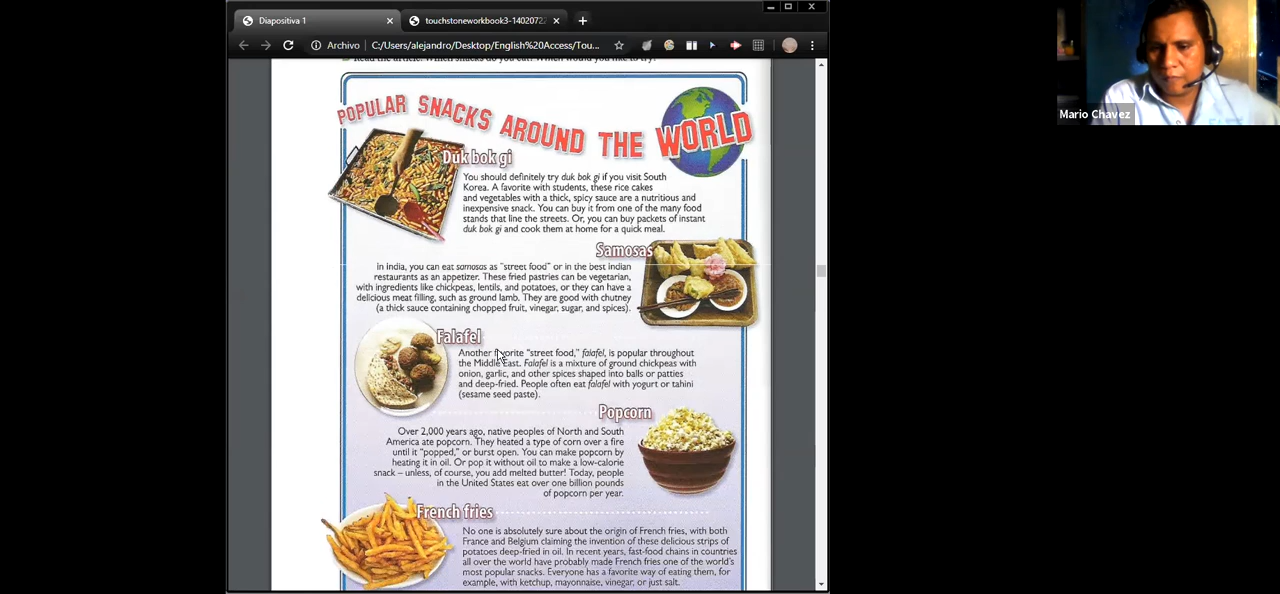 Diapositiva 1
touchstoneworkbook3-1402072
Archivo
C:/Users/alejandro/Desktop/English%20Access/Tou...
Read the article. Which snacks do you eat? Which would you like to try?
POPULAR SNACKS AROUND THE WORLD
Duk bok gi
You should definitely try duk bok gi if you visit South
Korea. A favorite with students, these rice cakes
and vegetables with a thick, spicy sauce are a nutritious and
inexpensive snack. You can buy it from one of the many food
stands that line the streets. Or, you can buy packets of instant
duk bok gi and cook them at home for a quick meal.
Samosas
In India, you can eat samosas as "street food" or in the best Indian
restaurants as an appetizer. These fried pastries can be vegetarian,
with ingredients like chickpeas, lentils, and potatoes, or they can have a
delicious meat filling, such as ground lamb. They are good with chutney
(a thick sauce containing chopped fruit, vinegar, sugar, and spices).
Falafel
Another favorite "street food," falafel, is popular throughout
the Middle East. Falafel is a mixture of ground chickpeas with
onion, garlic, and other spices shaped into balls or patties
and deep-fried. People often eat falafel with yogurt or tahini
(sesame seed paste).
Popcorn
Over 2,000 years ago, native peoples of North and South
America ate popcorn. They heated a type of corn over a fire
until it "popped," or burst open. You can make popcorn by
heating it in oil. Or pop it without oil to make a low-calorie
snack – unless, of course, you add melted butter! Today, people
in the United States eat over one billion pounds
of popcorn per year.
French fries
No one is absolutely sure about the origin of French fries, with both
France and Belgium claiming the invention of these delicious strips of
potatoes deep-fried in oil. In recent years, fast-food chains in countries
all over the world have probably made French fries one of the world's
most popular snacks. Everyone has a favorite way of eating them, for
example, with ketchup, mayonnaise, vinegar, or just salt.
Mario Chavez